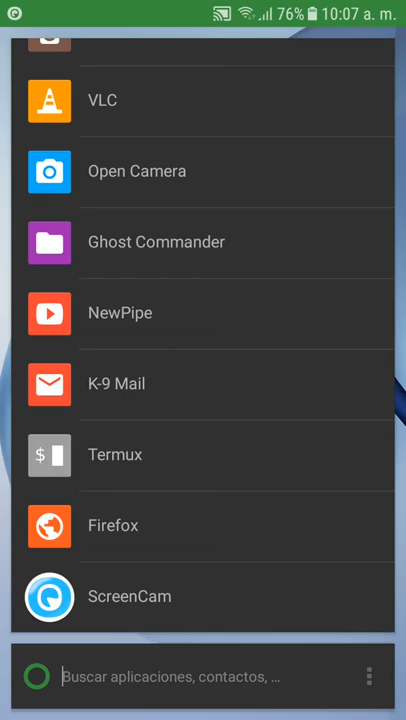 76% 10:07 a. m.
VLC
Open Camera
Ghost Commander
NewPipe
K-9 Mail
$
Termux
Firefox
ScreenCam
Buscar aplicaciones, contactos, ...